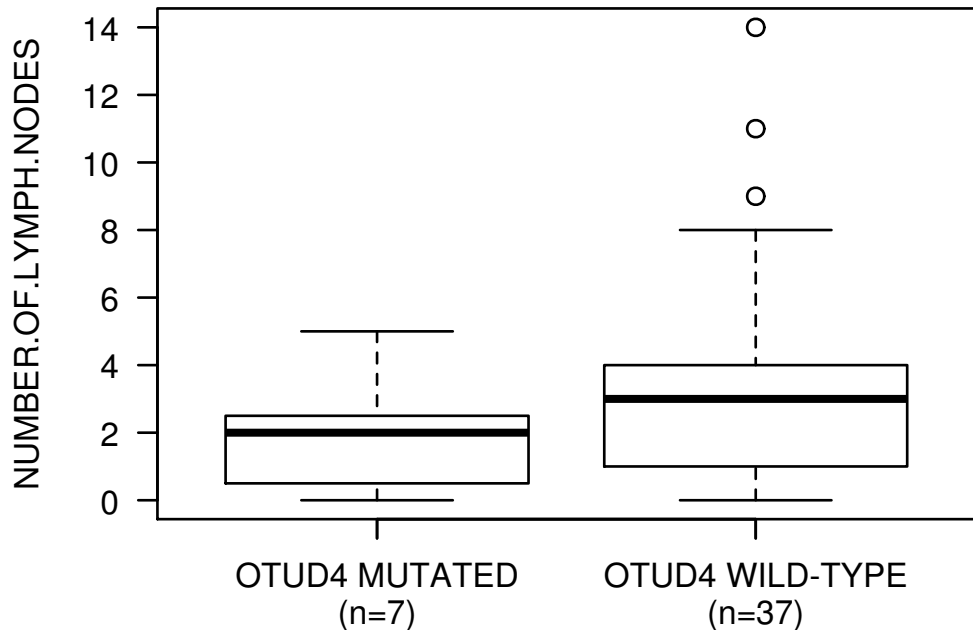 NUMBER.OF.LYMPH.NODES
14
12
10
8
6
4
2
0
OTUD4 MUTATED
(n=7)
OTUD4 WILD-TYPE
(n=37)